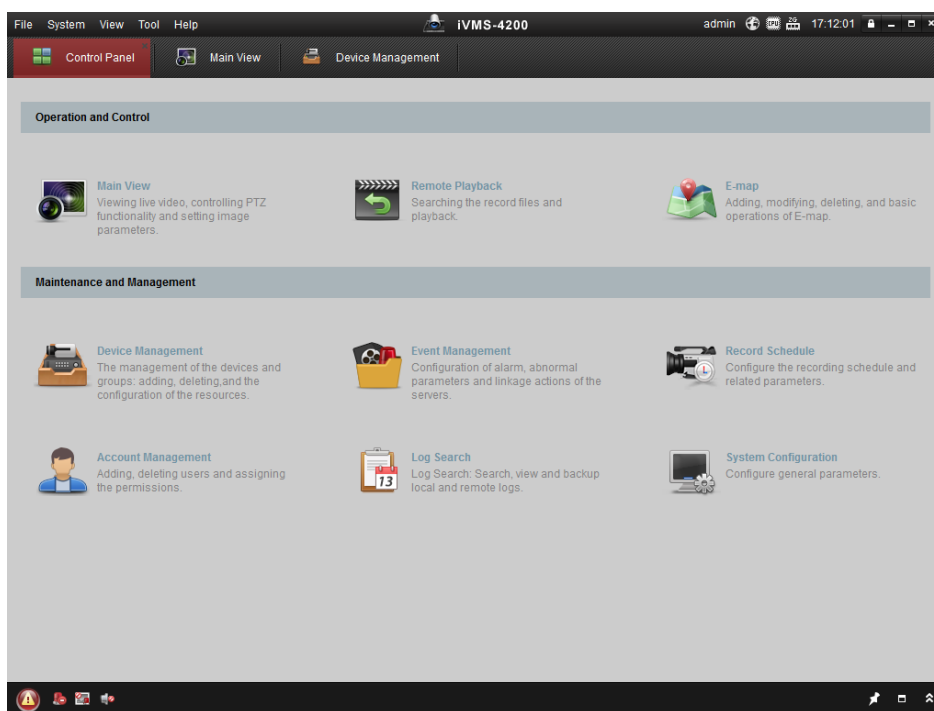 File System View Tool Help iVMS-4200 admin 17:12:01
Control Panel Main View Device Management
Operation and Control
Main View
Viewing live video, controlling PTZ
functionality and setting image
parameters.
Remote Playback
Searching the record files and
playback.
E-map
Adding, modifying, deleting, and basic
operations of E-map.
Maintenance and Management
Device Management
The management of the devices and
groups: adding, deleting,and the
configuration of the resources.
Event Management
Configuration of alarm, abnormal
parameters and linkage actions of the
servers.
Record Schedule
Configure the recording schedule and
related parameters.
Account Management
Adding, deleting users and assigning
the permissions.
13
Log Search
Log Search: Search, view and backup
local and remote logs.
System Configuration
Configure general parameters.